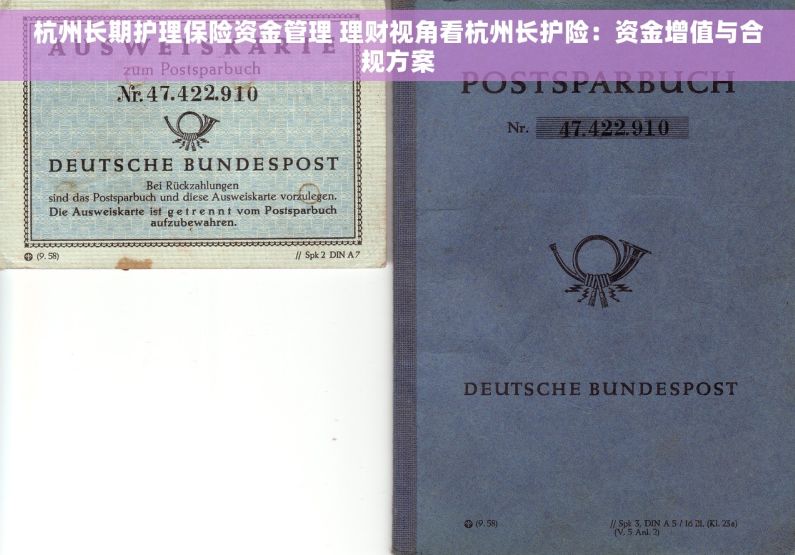 杭州长期护理保险资金管理 理财视角看杭州长护险：资金增值与合
规方案
AUSWEISKARTE
zum Postsparbuch
Nr. 47.422.910
DEUTSCHE BUNDESPOST
Bei Rückzahlungen
sind das Postsparbuch und diese Ausweiskarte vorzulegen.
Die Ausweiskarte ist getrennt vom Postsparbuch
aufzubewahren.
(9. 58)
// Spk 2 DIN A 7
POSTSPARBUCH
Nr. 47.422.910
DEUTSCHE BUNDESPOST
(9. 58)
// Spk 3, DIN A 5 / 16 Bl. (Kl. 23a)
(V. 5 Anl. 2)